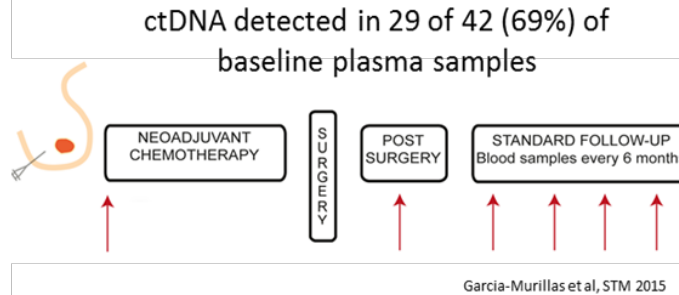 ctDNA detected in 29 of 42 (69%) of
baseline plasma samples
NEOADJUVANT
CHEMOTHERAPY
SURGERY
POST
SURGERY
STANDARD FOLLOW-UP
Blood samples every 6 month
Garcia-Murillas et al, STM 2015